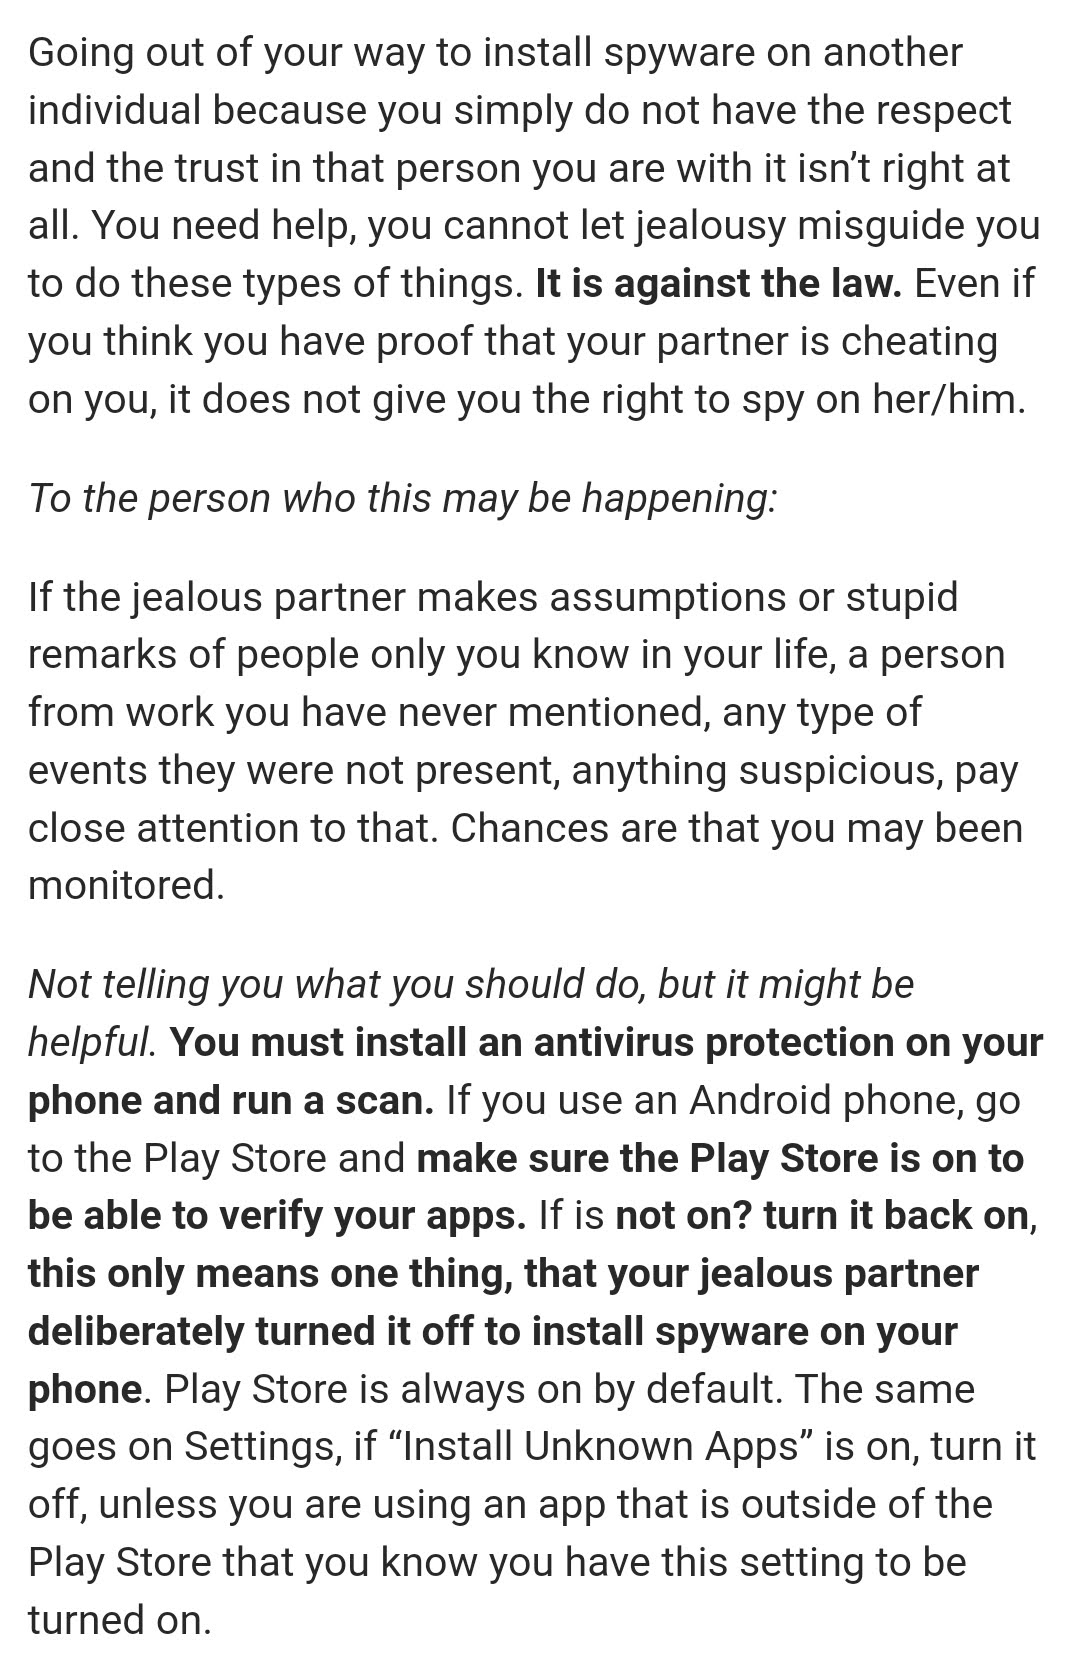 Going out of your way to install spyware on another
individual because you simply do not have the respect
and the trust in that person you are with it isn’t right at
all. You need help, you cannot let jealousy misguide you
to do these types of things. It is against the law. Even if
you think you have proof that your partner is cheating
on you, it does not give you the right to spy on her/him.
To the person who this may be happening:
If the jealous partner makes assumptions or stupid
remarks of people only you know in your life, a person
from work you have never mentioned, any type of
events they were not present, anything suspicious, pay
close attention to that. Chances are that you may been
monitored.
Not telling you what you should do, but it might be
helpful. You must install an antivirus protection on your
phone and run a scan. If you use an Android phone, go
to the Play Store and make sure the Play Store is on to
be able to verify your apps. If is not on? turn it back on,
this only means one thing, that your jealous partner
deliberately turned it off to install spyware on your
phone. Play Store is always on by default. The same
goes on Settings, if “Install Unknown Apps” is on, turn it
off, unless you are using an app that is outside of the
Play Store that you know you have this setting to be
turned on.